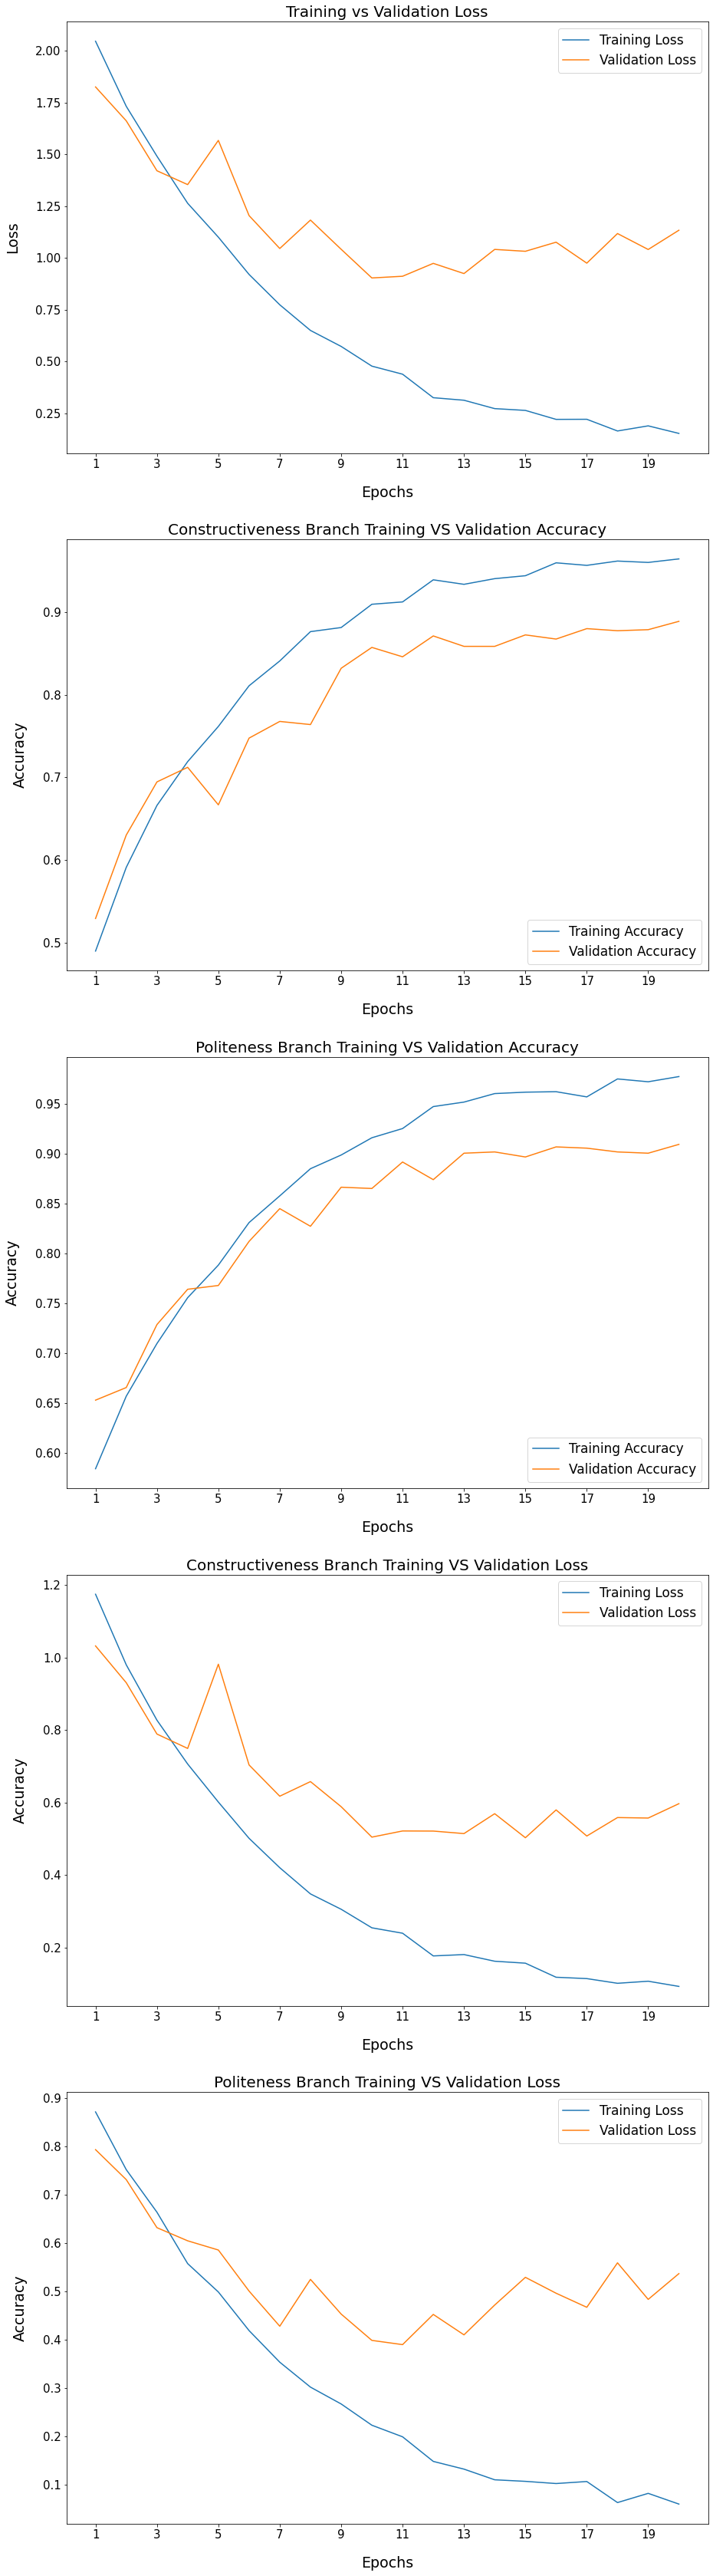 Training vs Validation Loss
Training Loss
Validation Loss
2.00
1.75
1.50
1.25
1.00
0.75
0.50
0.25
Loss
1 3 5 7 9 11 13 15 17 19
Epochs
Constructiveness Branch Training VS Validation Accuracy
0.9
0.8
0.7
0.6
0.5
Accuracy
Training Accuracy
Validation Accuracy
1 3 5 7 9 11 13 15 17 19
Epochs
Politeness Branch Training VS Validation Accuracy
0.95
0.90
0.85
0.80
0.75
0.70
0.65
0.60
Accuracy
Training Accuracy
Validation Accuracy
1 3 5 7 9 11 13 15 17 19
Epochs
Constructiveness Branch Training VS Validation Loss
Training Loss
Validation Loss
1.2
1.0
0.8
0.6
0.4
0.2
Accuracy
1 3 5 7 9 11 13 15 17 19
Epochs
Politeness Branch Training VS Validation Loss
Training Loss
Validation Loss
0.9
0.8
0.7
0.6
0.5
0.4
0.3
0.2
0.1
Accuracy
1 3 5 7 9 11 13 15 17 19
Epochs